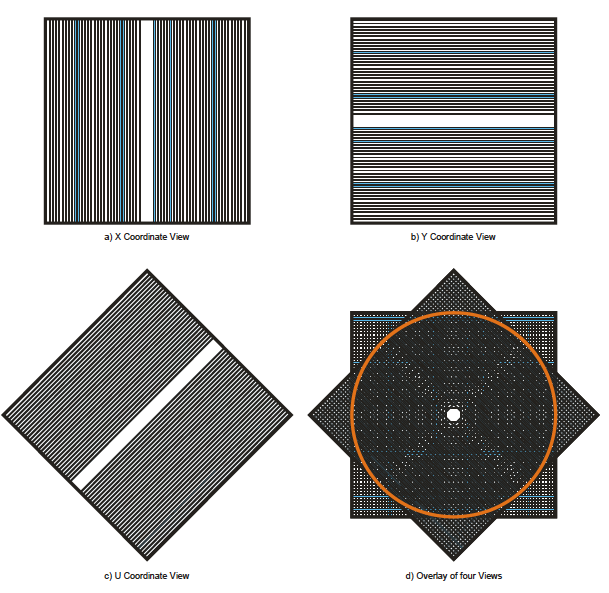 a) X Coordinate View
b) Y Coordinate View
c) U Coordinate View
d) Overlay of four Views